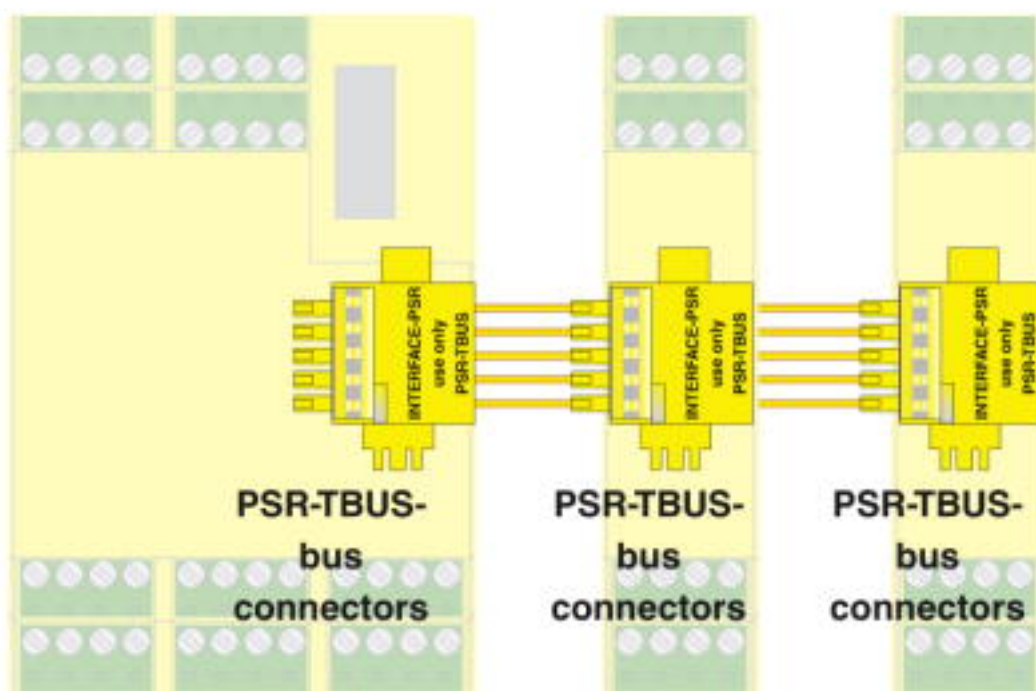 INTERFACE-PSR
use only
PSR-TBUS
INTERFACE-PSR
use only
PSR-TBUS
INTERFACE-PSR
use only
PSR-TBUS
PSR-TBUS-
bus
connectors
PSR-TBUS-
bus
connectors
PSR-TBUS-
bus
connectors